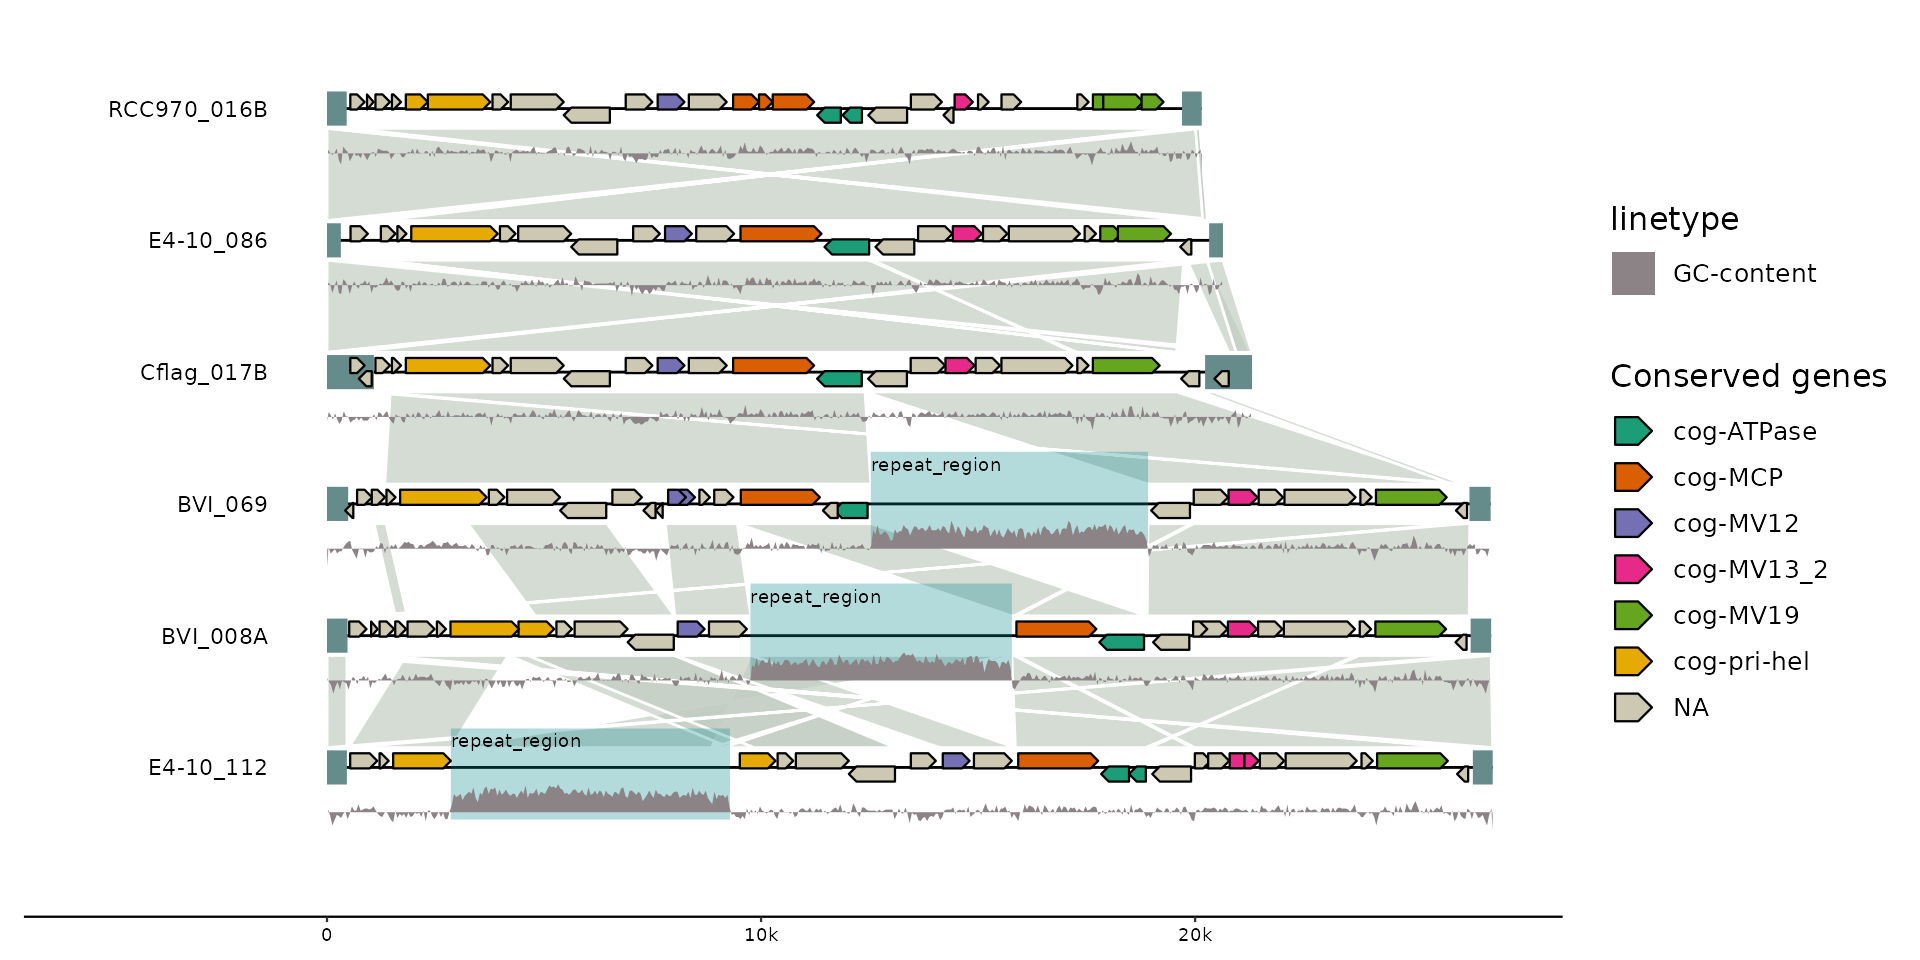 RCC970_016B
E4-10_086
Cflag_017B
repeat_region
BVI_069
repeat_region
BVI_008A
repeat_region
E4-10_112
0 10k 20k
linetype
GC-content
Conserved genes
cog-ATPase
cog-MCP
cog-MV12
cog-MV13_2
cog-MV19
cog-pri-hel
NA